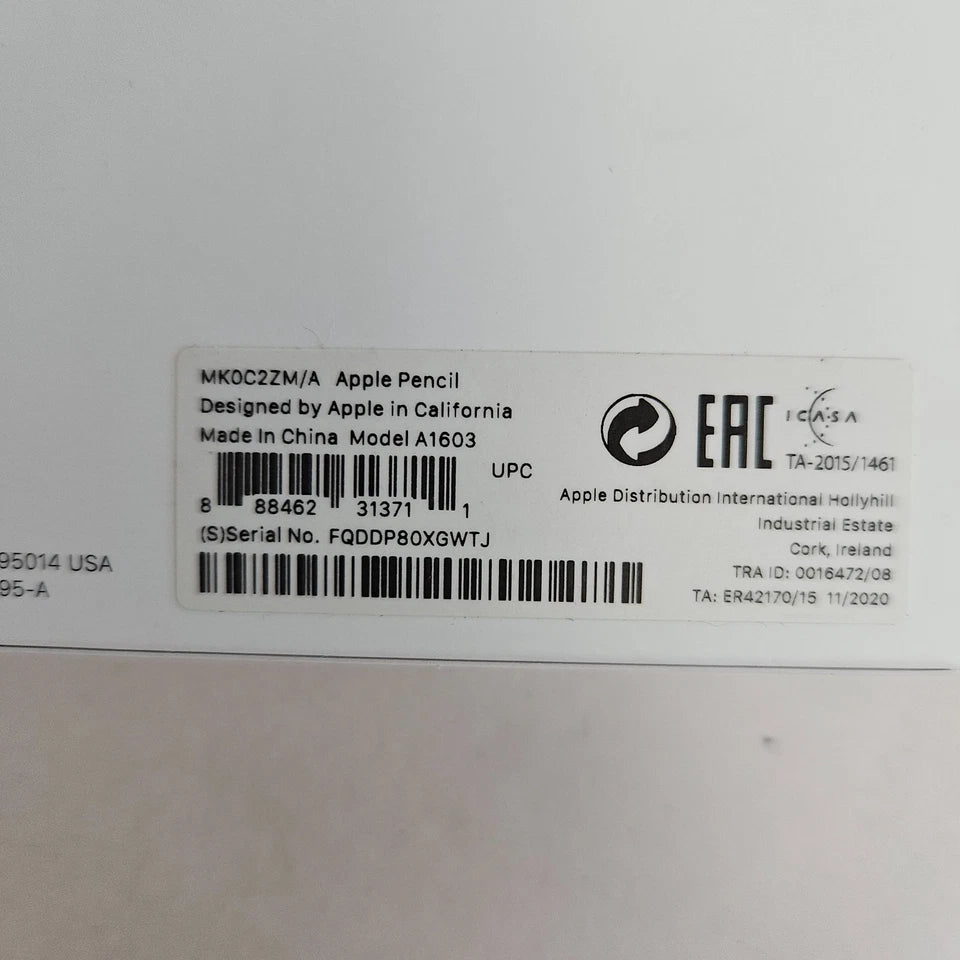 MK0C2ZM/A Apple Pencil
Designed by Apple in California
Made In China Model A1603
UPC
8 88462 31371 1
(S)Serial No. FQDDP80XGWTJ
EAC
ICASA
TA-2015/1461
Apple Distribution International Hollyhill
Industrial Estate
Cork, Ireland
TRA ID: 0016472/08
TA: ER42170/15 11/2020
95014 USA
95-A